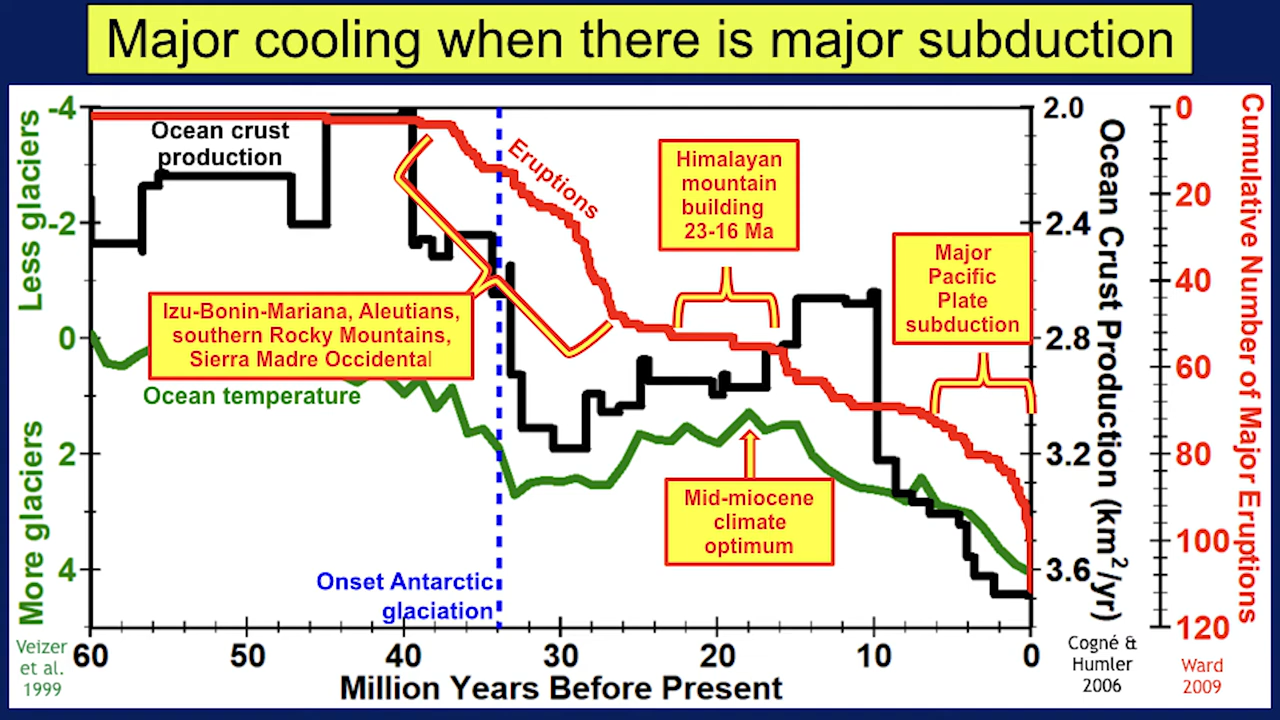 Major cooling when there is major subduction
Less glaciers
More glaciers
-4
-2
0
2
4
Ocean crust
production
Eruptions
Himalayan
mountain
building
23-16 Ma
Major
Pacific
Plate
subduction
Izu-Bonin-Mariana, Aleutians,
southern Rocky Mountains,
Sierra Madre Occidental
Ocean temperature
Mid-miocene
climate
optimum
Onset Antarctic
glaciation
2.0
2.4
2.8
3.2
3.6
Ocean Crust Production (km²/yr)
0
20
40
60
80
100
120
Cumulative Number of Major Eruptions
60
50
40
30
20
10
0
Million Years Before Present
Veizer
et al.
1999
Cogné &
Humler
2006
Ward
2009